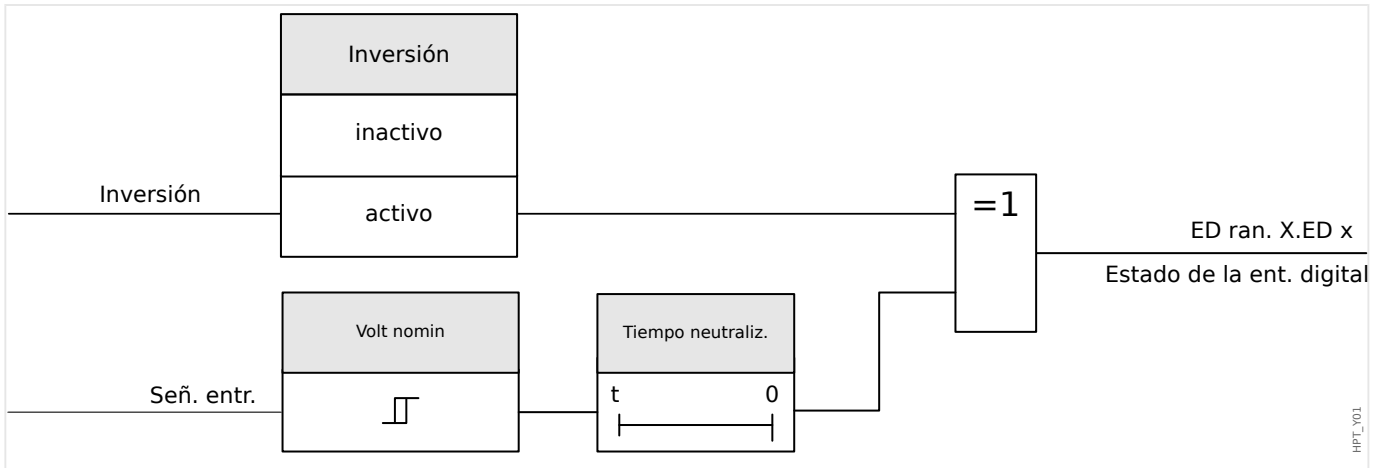 Inversión
inactivo
Inversión
activo
=1
ED ran. X.ED x
Estado de la ent. digital
Volt nomin
Tiempo neutraliz.
Señ. entr.
t
0
HPT_Y01